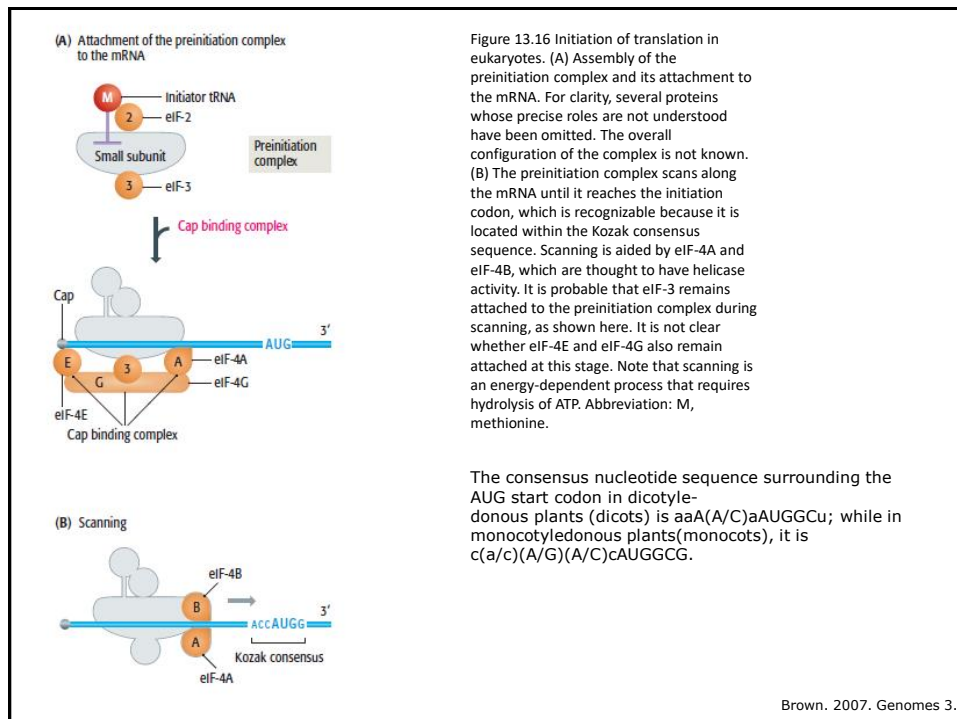 (A) Attachment of the preinitiation complex
to the mRNA
M
Initiator tRNA
2
eIF-2
Small subunit
Preinitiation
complex
3
eIF-3
Cap binding complex
Cap
3′
AUG
E
3
A
eIF-4A
G
eIF-4G
eIF-4E
Cap binding complex
(B) Scanning
eIF-4B
B
3′
ACCAUGG
A
Kozak consensus
eIF-4A
Figure 13.16 Initiation of translation in
eukaryotes. (A) Assembly of the
preinitiation complex and its attachment to
the mRNA. For clarity, several proteins
whose precise roles are not understood
have been omitted. The overall
configuration of the complex is not known.
(B) The preinitiation complex scans along
the mRNA until it reaches the initiation
codon, which is recognizable because it is
located within the Kozak consensus
sequence. Scanning is aided by eIF-4A and
eIF-4B, which are thought to have helicase
activity. It is probable that eIF-3 remains
attached to the preinitiation complex during
scanning, as shown here. It is not clear
whether eIF-4E and eIF-4G also remain
attached at this stage. Note that scanning is
an energy-dependent process that requires
hydrolysis of ATP. Abbreviation: M,
methionine.
The consensus nucleotide sequence surrounding the
AUG start codon in dicotyle-
donous plants (dicots) is aaA(A/C)aAUGGCu; while in
monocotyledonous plants(monocots), it is
c(a/c)(A/G)(A/C)cAUGGCG.
Brown. 2007. Genomes 3.